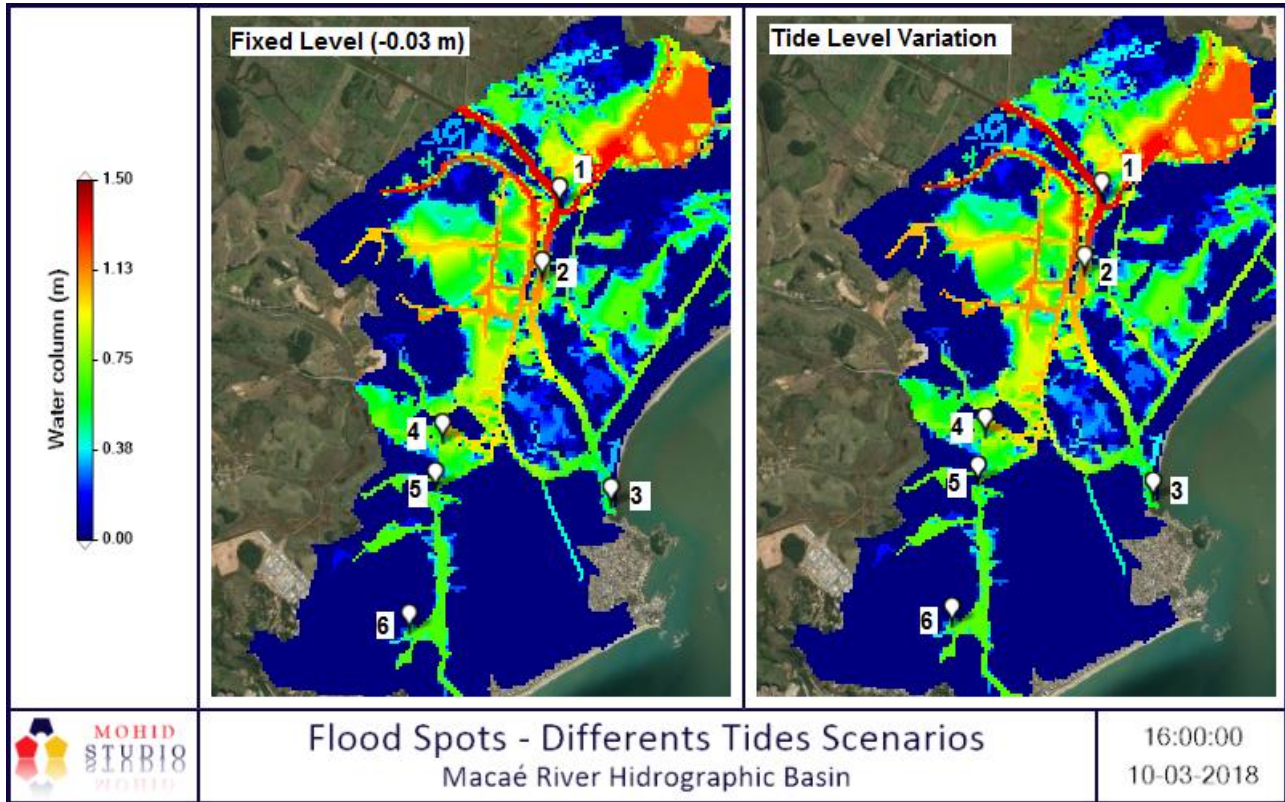 Fixed Level (-0.03 m)
Tide Level Variation
Water column (m)
1.50
1.13
0.75
0.38
0.00
1
2
3
4
5
6
1
2
3
4
5
6
MOHID
STUDIO
Flood Spots - Differents Tides Scenarios
Macaé River Hidrographic Basin
16:00:00
10-03-2018